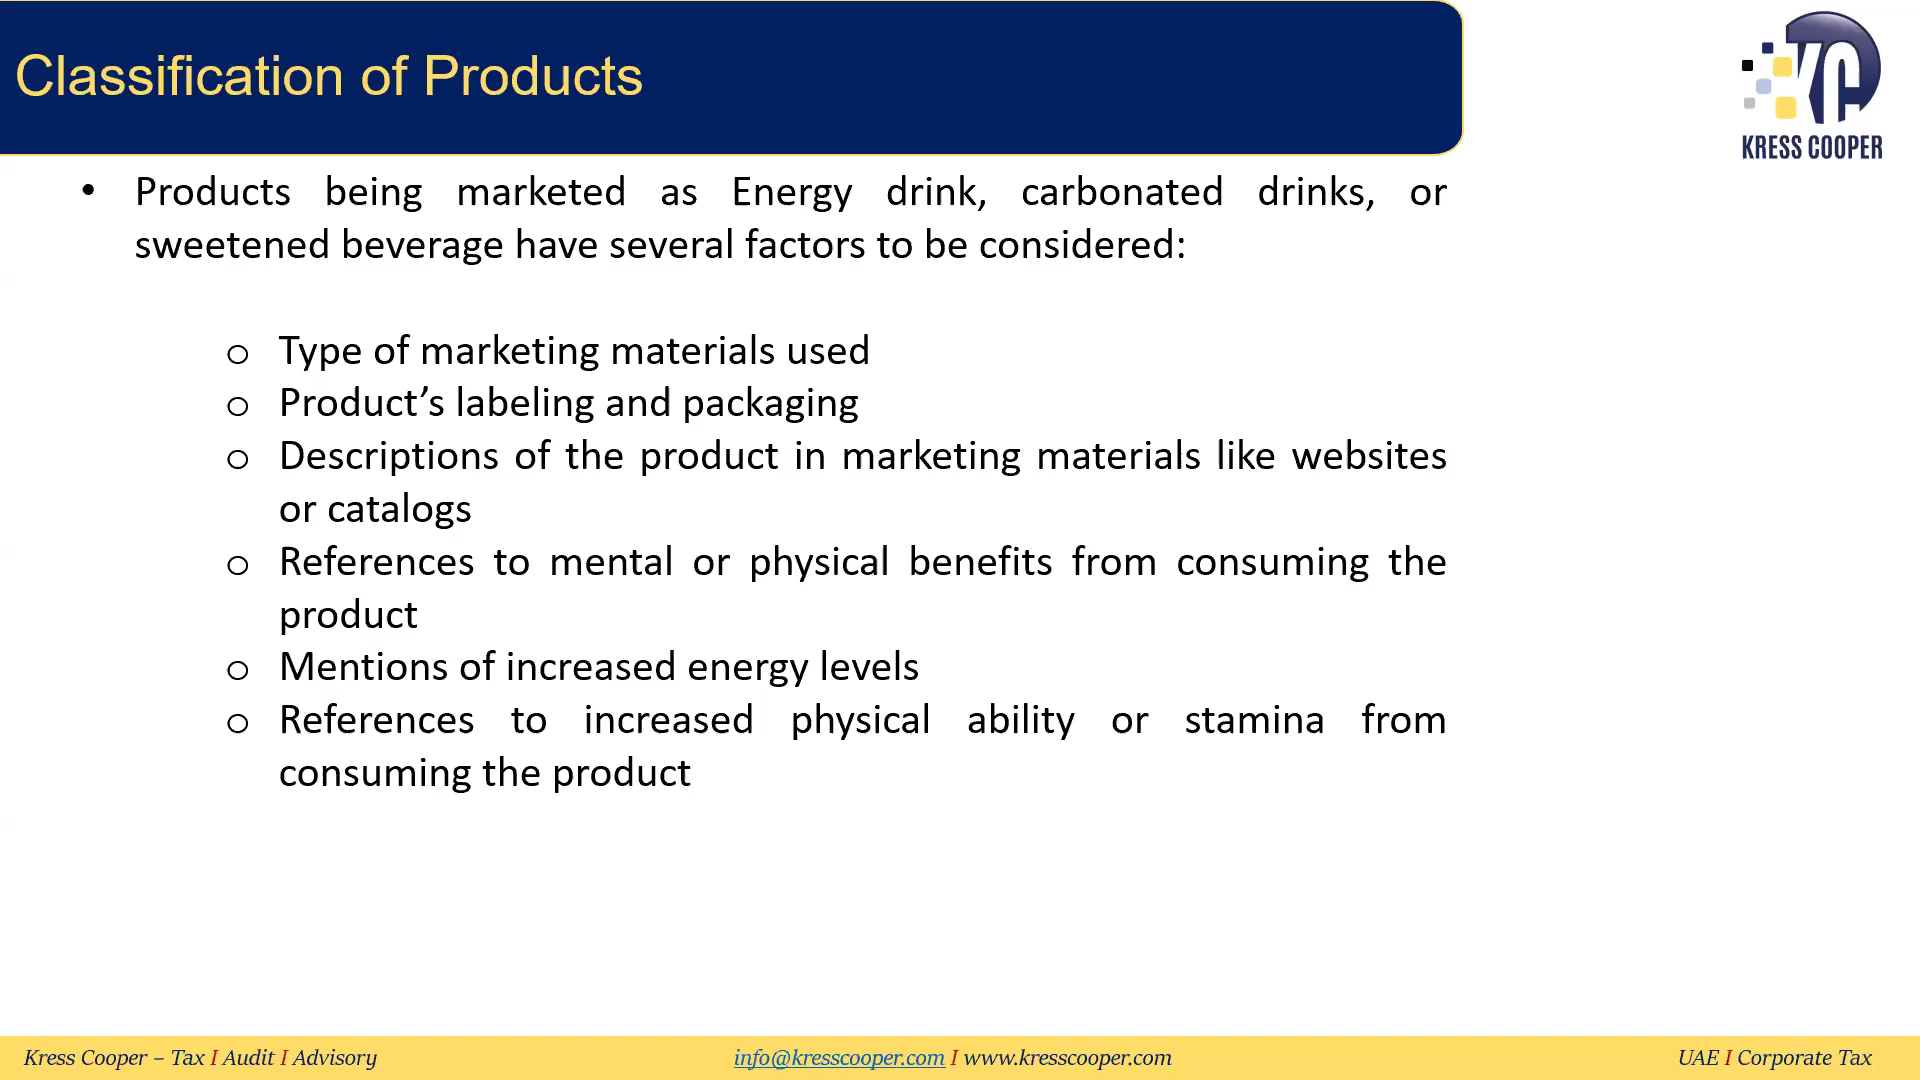 Classification of Products
KC
KRESS COOPER
• Products being marketed as Energy drink, carbonated drinks, or
sweetened beverage have several factors to be considered:
o Type of marketing materials used
o Product’s labeling and packaging
o Descriptions of the product in marketing materials like websites
or catalogs
o References to mental or physical benefits from consuming the
product
o Mentions of increased energy levels
o References to increased physical ability or stamina from
consuming the product
Kress Cooper – Tax I Audit I Advisory
info@kresscooper.com I www.kresscooper.com
UAE I Corporate Tax